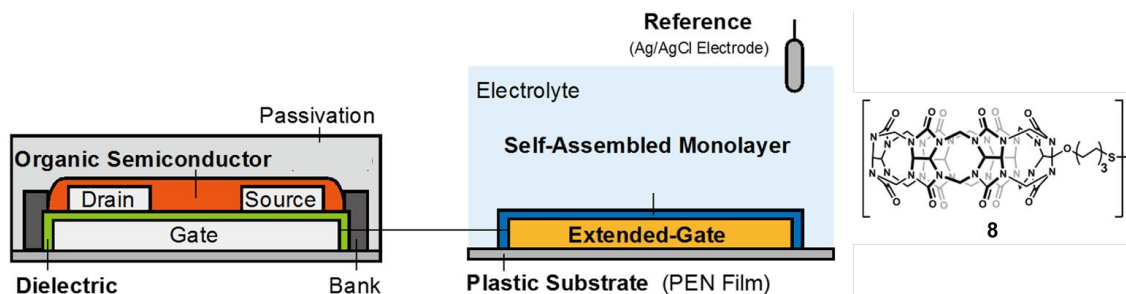 Reference
(Ag/AgCl Electrode)
Electrolyte
Passivation
Self-Assembled Monolayer
Organic Semiconductor
Drain
Source
Gate
Extended-Gate
Dielectric
Bank
Plastic Substrate (PEN Film)
O O O O
N N N N
O
3
S
N N N N
O O O O
8